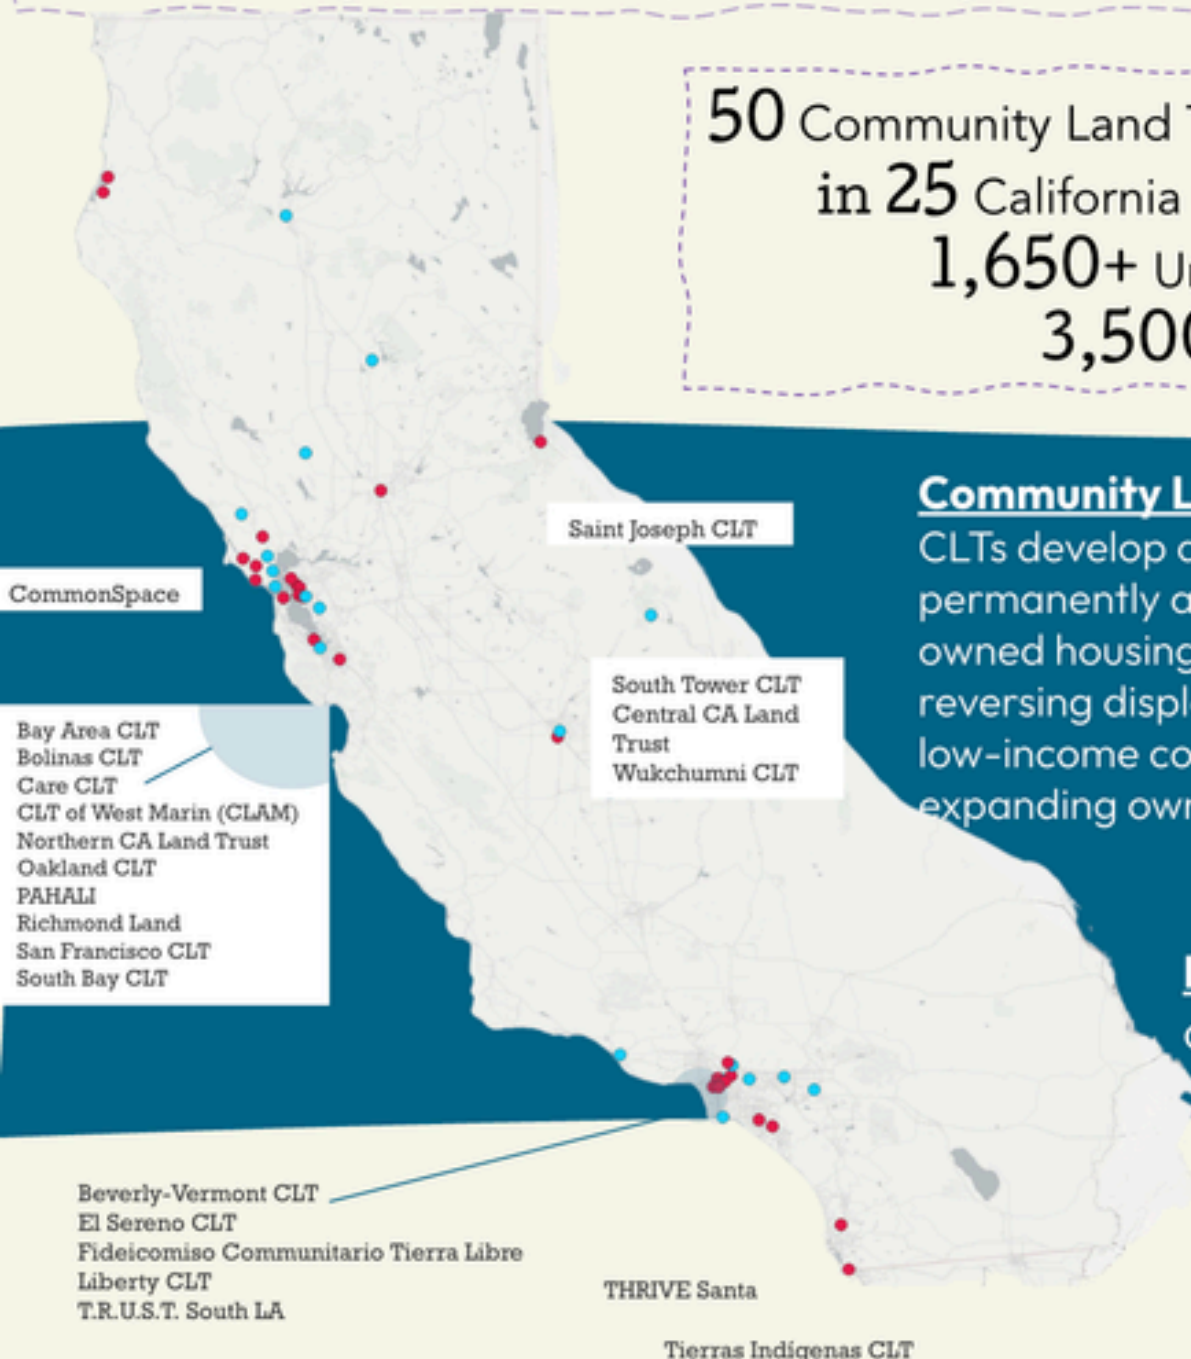 50 Community Land
in 25 California
1,650+
3,500
Community L
CLTs develop
permanently a
owned housing
reversing displ
low-income co
expanding own
Saint Joseph CLT
CommonSpace
South Tower CLT
Central CA Land
Trust
Wukchumni CLT
Bay Area CLT
Bolinas CLT
Care CLT
CLT of West Marin (CLAM)
Northern CA Land Trust
Oakland CLT
PAHALI
Richmond Land
San Francisco CLT
South Bay CLT
Beverly-Vermont CLT
El Sereno CLT
Fideicomiso Communitario Tierra Libre
Liberty CLT
T.R.U.S.T. South LA
THRIVE Santa
Tierras Indígenas CLT